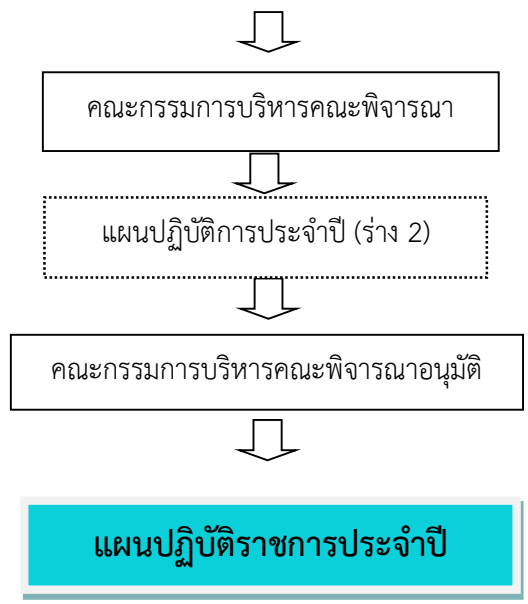 คณะกรรมการบริหารคณะพิจารณา
แผนปฏิบัติการประจำปี (ร่าง 2)
คณะกรรมการบริหารคณะพิจารณาอนุมัติ
แผนปฏิบัติราชการประจำปี